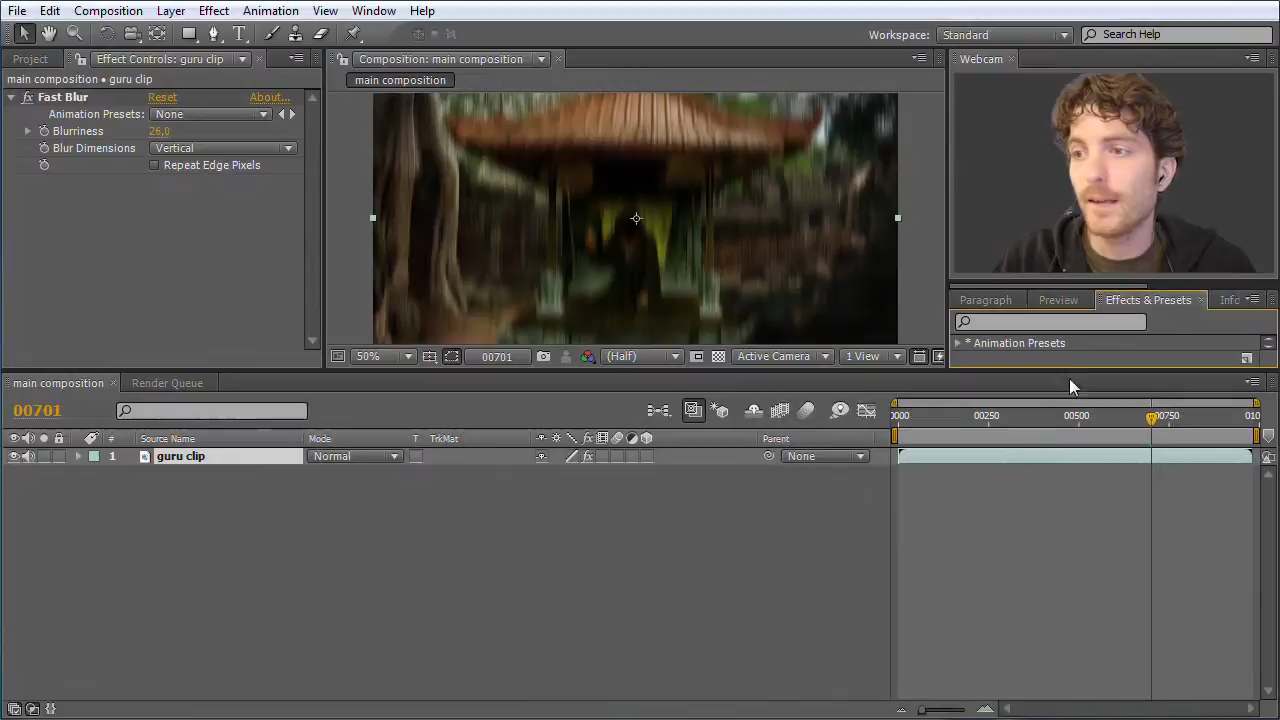 File Edit Composition Layer Effect Animation View Window Help
Workspace: Standard Search Help
Project Effect Controls: guru clip Composition: main composition Webcam
main composition • guru clip main composition
fx Fast Blur Reset About...
Animation Presets: None
Blurriness 26,0
Blur Dimensions Vertical
Repeat Edge Pixels
Paragraph Preview Effects & Presets Info
* Animation Presets
50% 00701 (Half) Active Camera 1 View
main composition Render Queue
00701 0000 00250 00500 00750 010
# Source Name Mode T TrkMat fx Parent
1 guru clip Normal fx None